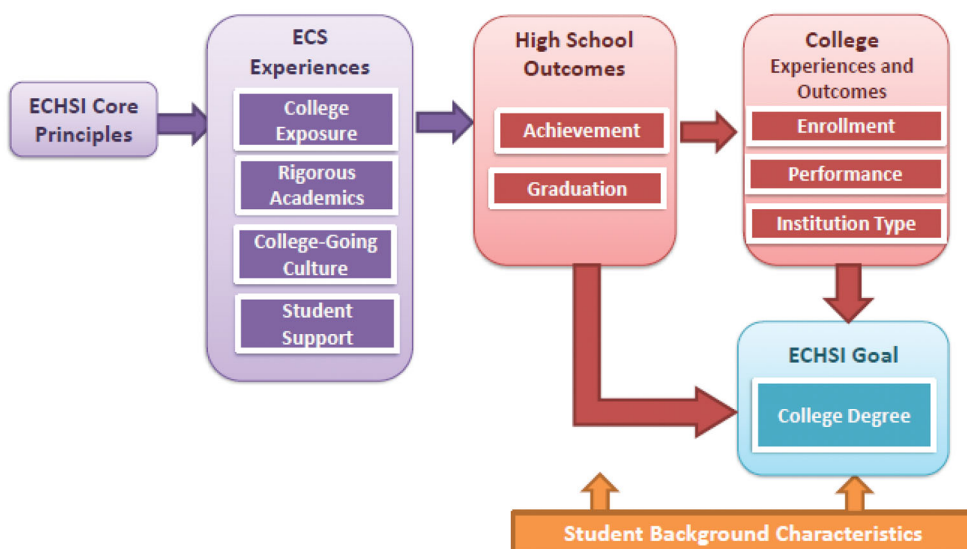 ECHSI Core
Principles
ECS
Experiences
College
Exposure
Rigorous
Academics
College-Going
Culture
Student
Support
High School
Outcomes
Achievement
Graduation
College
Experiences and
Outcomes
Enrollment
Performance
Institution Type
ECHSI Goal
College Degree
Student Background Characteristics